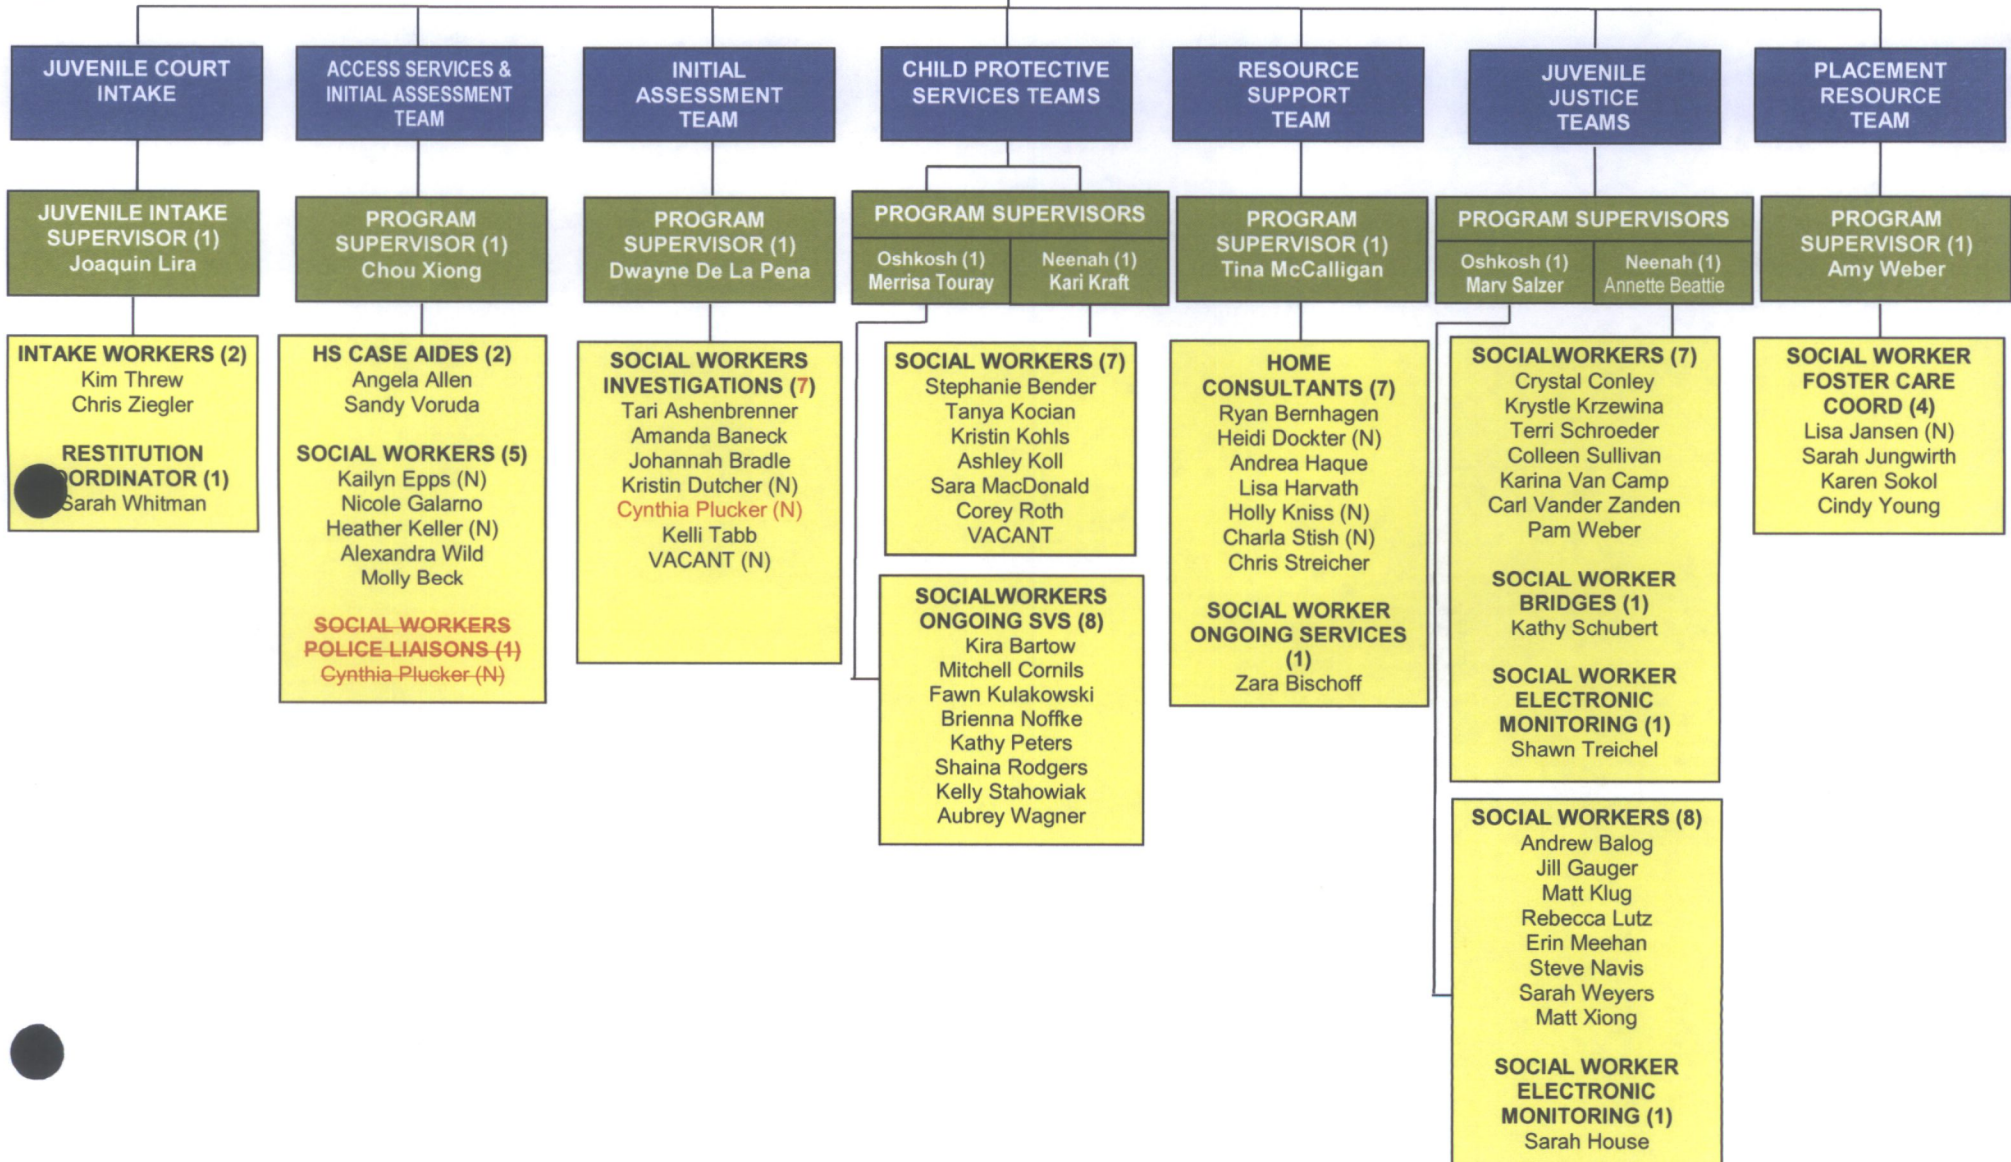 JUVENILE COURT
INTAKE
JUVENILE INTAKE
SUPERVISOR (1)
Joaquin Lira
INTAKE WORKERS (2)
Kim Threw
Chris Ziegler
RESTITUTION
OORDINATOR (1)
Sarah Whitman
ACCESS SERVICES &
INITIAL ASSESSMENT
TEAM
PROGRAM
SUPERVISOR (1)
Chou Xiong
HS CASE AIDES (2)
Angela Allen
Sandy Voruda
SOCIAL WORKERS (5)
Kailyn Epps (N)
Nicole Galarno
Heather Keller (N)
Alexandra Wild
Molly Beck
SOCIAL WORKERS
POLICE LIAISONS (1)
Cynthia Plucker (N)
INITIAL
ASSESSMENT
TEAM
PROGRAM
SUPERVISOR (1)
Dwayne De La Pena
SOCIAL WORKERS
INVESTIGATIONS (7)
Tari Ashenbrenner
Amanda Baneck
Johannah Bradle
Kristin Dutcher (N)
Cynthia Plucker (N)
Kelli Tabb
VACANT (N)
CHILD PROTECTIVE
SERVICES TEAMS
PROGRAM SUPERVISORS
Oshkosh (1)
Merrisa Touray
Neenah (1)
Kari Kraft
SOCIAL WORKERS (7)
Stephanie Bender
Tanya Kocian
Kristin Kohls
Ashley Koll
Sara MacDonald
Corey Roth
VACANT
SOCIALWORKERS
ONGOING SVS (8)
Kira Bartow
Mitchell Cornils
Fawn Kulakowski
Brienna Noffke
Kathy Peters
Shaina Rodgers
Kelly Stahowiak
Aubrey Wagner
RESOURCE
SUPPORT
TEAM
PROGRAM
SUPERVISOR (1)
Tina McCalligan
HOME
CONSULTANTS (7)
Ryan Bernhagen
Heidi Dockter (N)
Andrea Haque
Lisa Harvath
Holly Kniss (N)
Charla Stish (N)
Chris Streicher
SOCIAL WORKER
ONGOING SERVICES
(1)
Zara Bischoff
JUVENILE
JUSTICE
TEAMS
PROGRAM SUPERVISORS
Oshkosh (1)
Marv Salzer
Neenah (1)
Annette Beattie
SOCIALWORKERS (7)
Crystal Conley
Krystle Krzewina
Terri Schroeder
Colleen Sullivan
Karina Van Camp
Carl Vander Zanden
Pam Weber
SOCIAL WORKER
BRIDGES (1)
Kathy Schubert
SOCIAL WORKER
ELECTRONIC
MONITORING (1)
Shawn Treichel
SOCIAL WORKERS (8)
Andrew Balog
Jill Gauger
Matt Klug
Rebecca Lutz
Erin Meehan
Steve Navis
Sarah Weyers
Matt Xiong
SOCIAL WORKER
ELECTRONIC
MONITORING (1)
Sarah House
PLACEMENT
RESOURCE
TEAM
PROGRAM
SUPERVISOR (1)
Amy Weber
SOCIAL WORKER
FOSTER CARE
COORD (4)
Lisa Jansen (N)
Sarah Jungwirth
Karen Sokol
Cindy Young